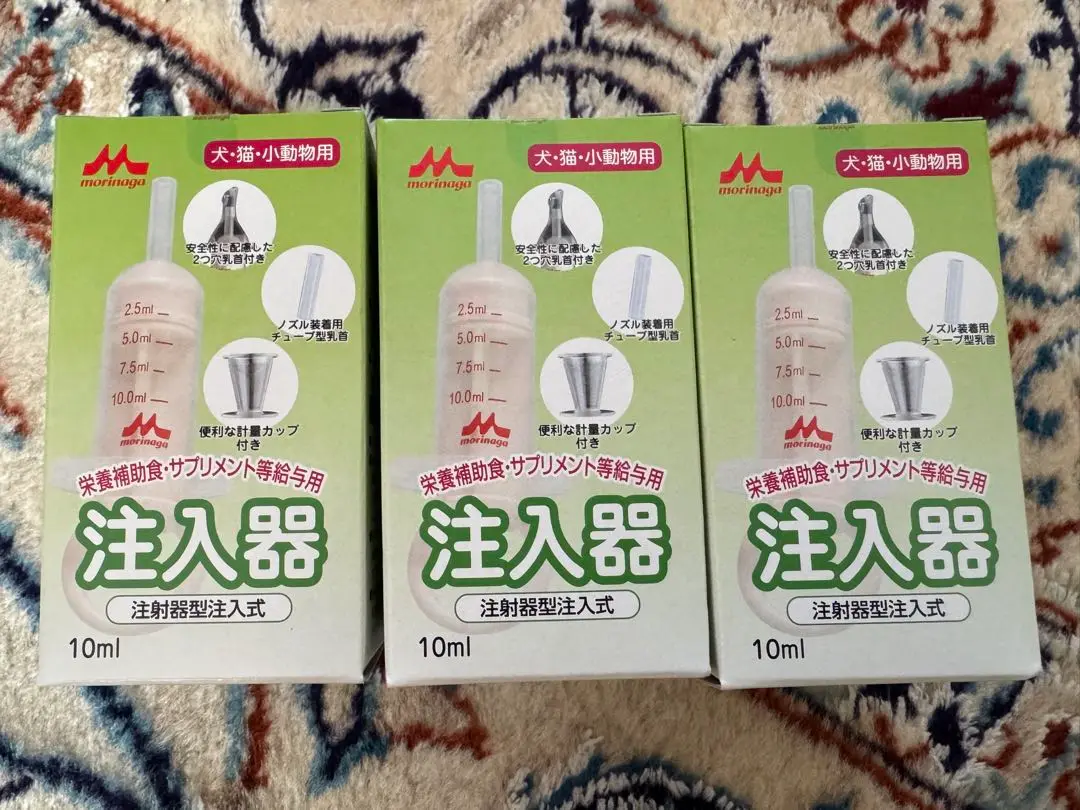 morinaga
犬・猫・小動物用
安全性に配慮した
2つ穴乳首付き
ノズル装着用
チューブ型乳首
2.5ml
5.0ml
7.5ml
10.0ml
morinaga
便利な計量カップ
付き
栄養補助食・サプリメント等給与用
注入器
注射器型注入式
10ml
morinaga
犬・猫・小動物用
安全性に配慮した
2つ穴乳首付き
ノズル装着用
チューブ型乳首
2.5ml
5.0ml
7.5ml
10.0ml
morinaga
便利な計量カップ
付き
栄養補助食・サプリメント等給与用
注入器
注射器型注入式
10ml
morinaga
犬・猫・小動物用
安全性に配慮した
2つ穴乳首付き
ノズル装着用
チューブ型乳首
2.5ml
5.0ml
7.5ml
10.0ml
morinaga
便利な計量カップ
付き
栄養補助食・サプリメント等給与用
注入器
注射器型注入式
10ml